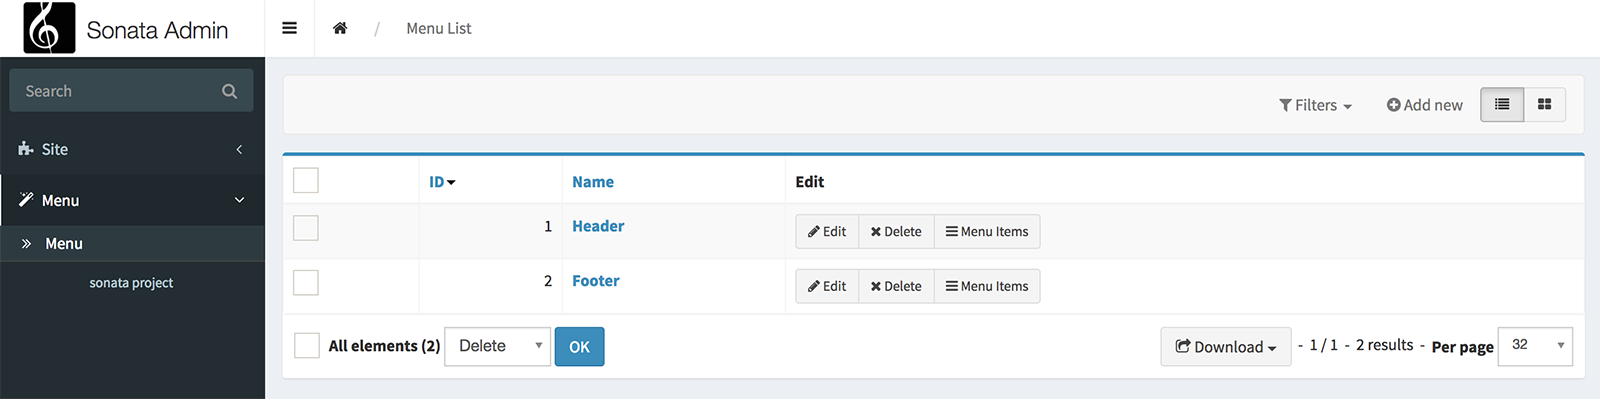 Sonata Admin
/ Menu List
Search
Filters Add new
Site
Menu
Menu
sonata project
ID Name Edit
1 Header Edit Delete Menu Items
2 Footer Edit Delete Menu Items
All elements (2) Delete OK Download - 1 / 1 - 2 results - Per page 32